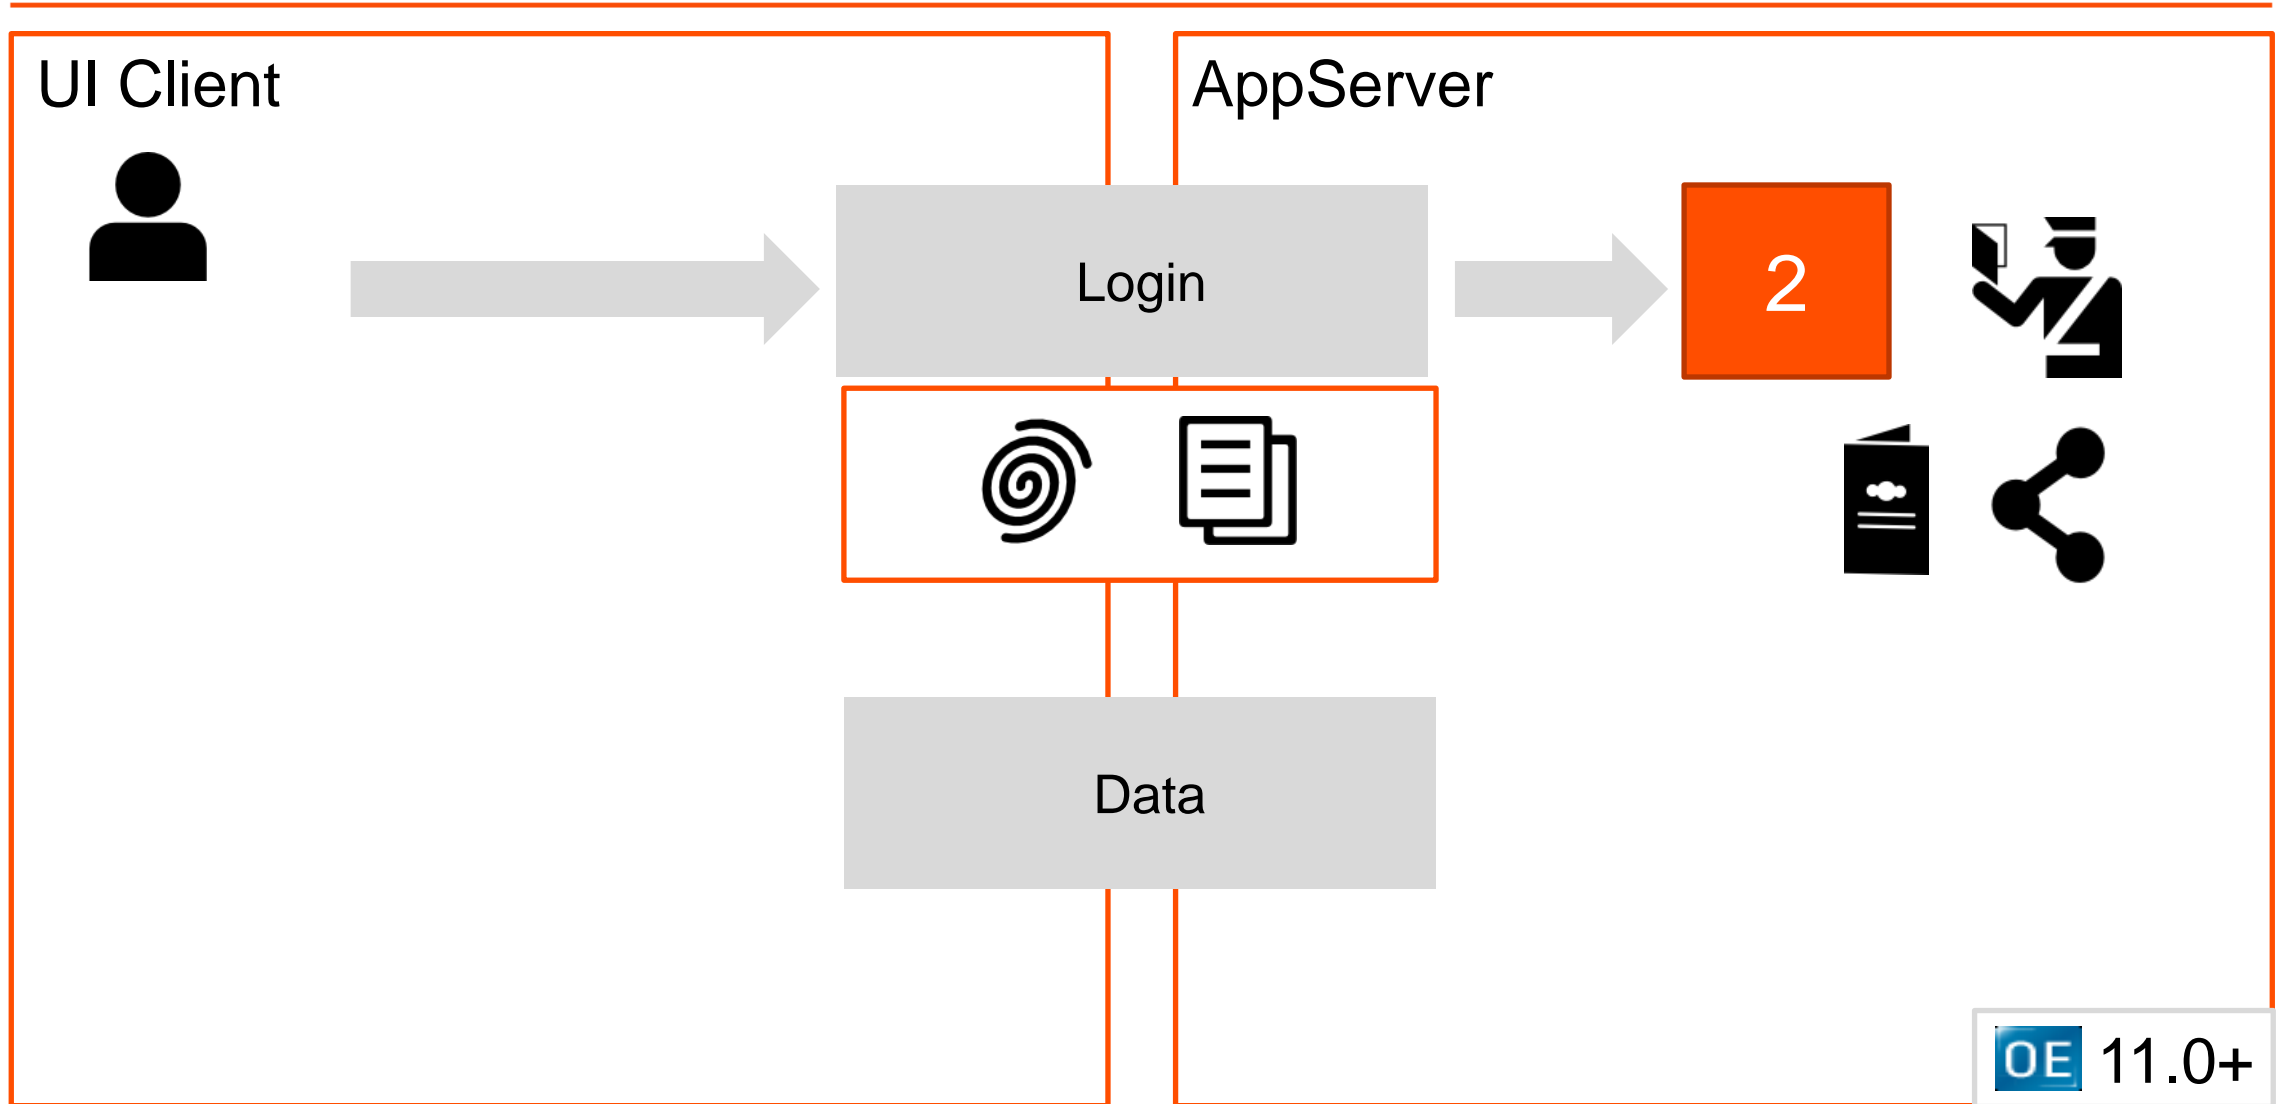 UI Client
AppServer
Login
2
Data
OE 11.0+